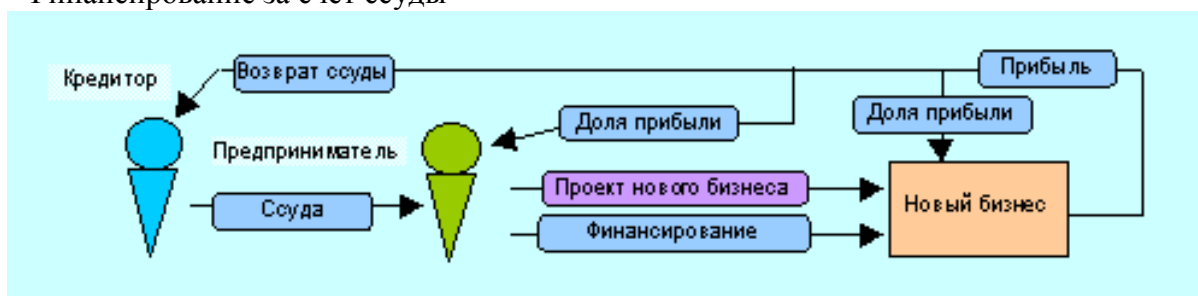 Финансирование за счет ссуды
Кредитор
Возврат ссуды
Прибыль
Доля прибыли
Доля прибыли
Предприниматель
Проект нового бизнеса
Ссуда
Новый бизнес
Финансирование